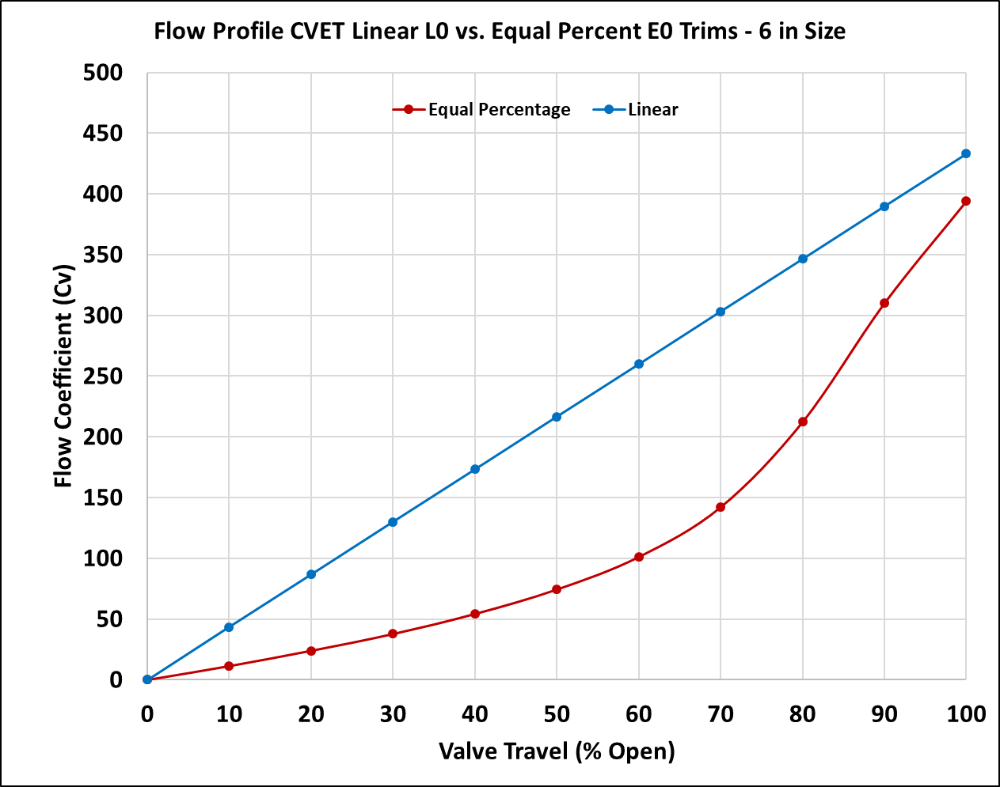 Flow Profile CVET Linear L0 vs. Equal Percent E0 Trims - 6 in Size
Equal Percentage
Linear
Flow Coefficient (Cv)
500
450
400
350
300
250
200
150
100
50
0
0 10 20 30 40 50 60 70 80 90 100
Valve Travel (% Open)